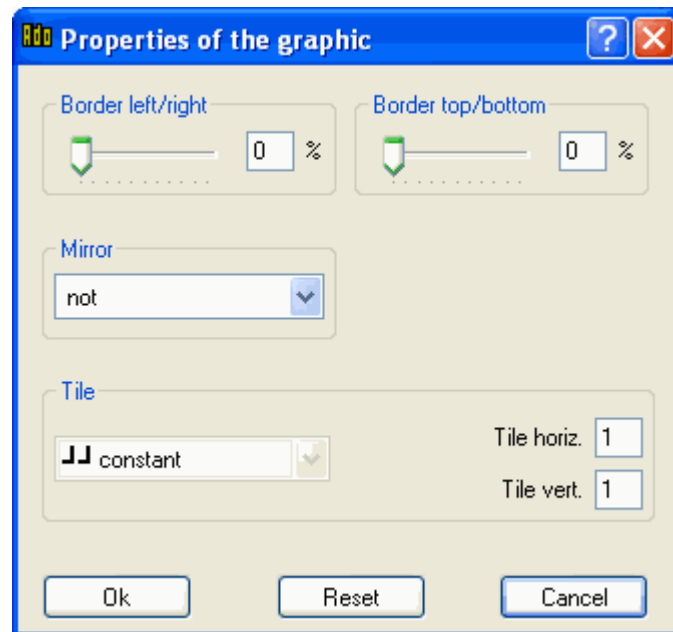 Ado Properties of the graphic ?
Border left/right Border top/bottom
0 % 0 %
Mirror
not
Tile
constant
Tile horiz. 1
Tile vert. 1
Ok Reset Cancel